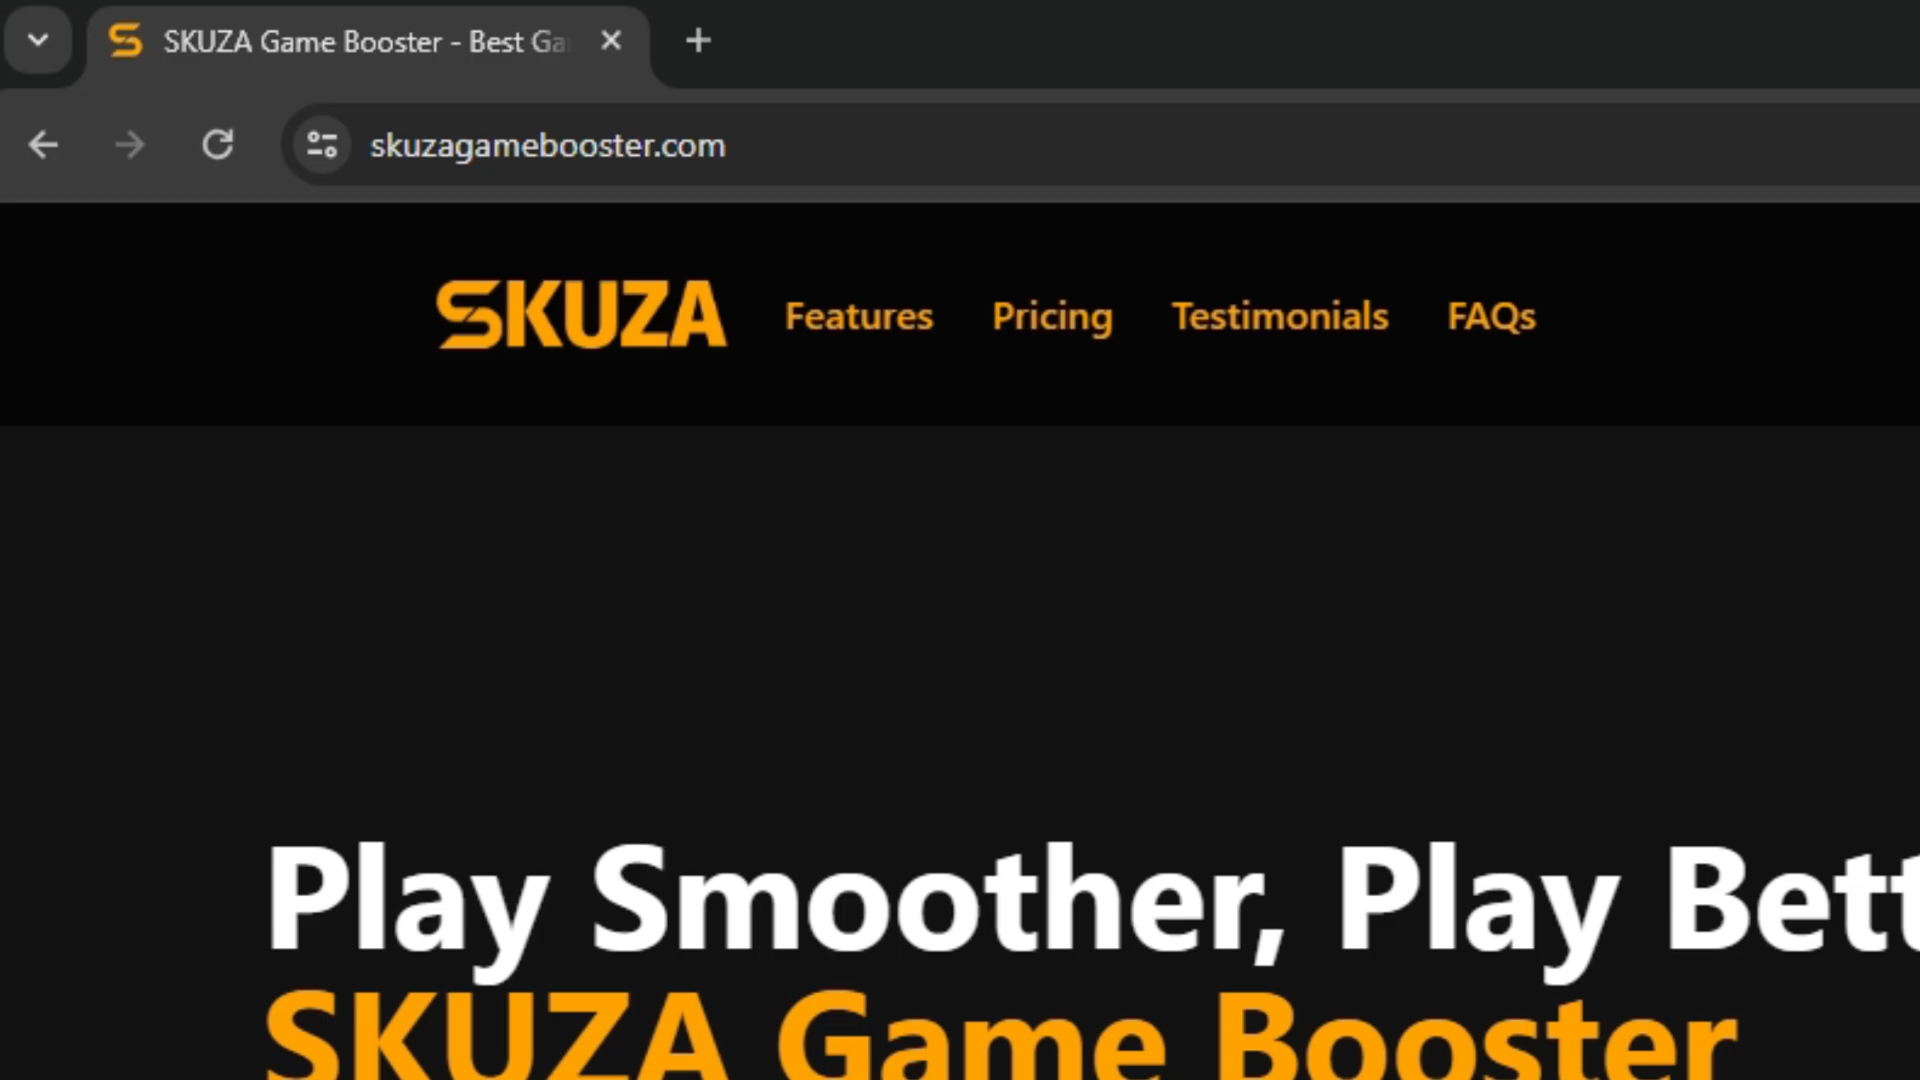 SKUZA Game Booster - Best Ga
skuzagamebooster.com
SKUZA Features Pricing Testimonials FAQs
Play Smoother, Play Bett
SKUZA Game Booster